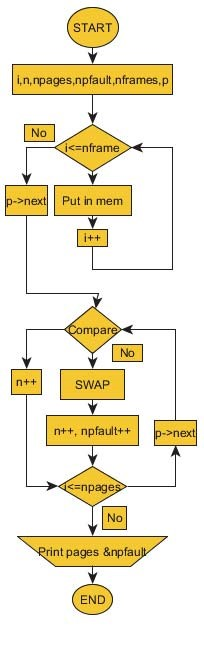 START
i,n,npages,npfault,nframes,p
No
i<=nframe
p->next
Put in mem
i++
Compare
No
n++
SWAP
n++, npfault++
p->next
i<=npages
No
Print pages &npfault
END